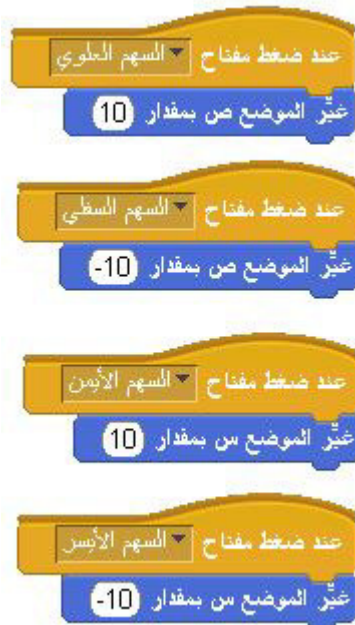 عند ضغط مفتاح السهم العلوي
غيِّر الموضع ص بمقدار 10
عند ضغط مفتاح السهم السفلي
غيِّر الموضع ص بمقدار -10
عند ضغط مفتاح السهم الأيمن
غيِّر الموضع س بمقدار 10
عند ضغط مفتاح السهم الأيسر
غيِّر الموضع س بمقدار -10